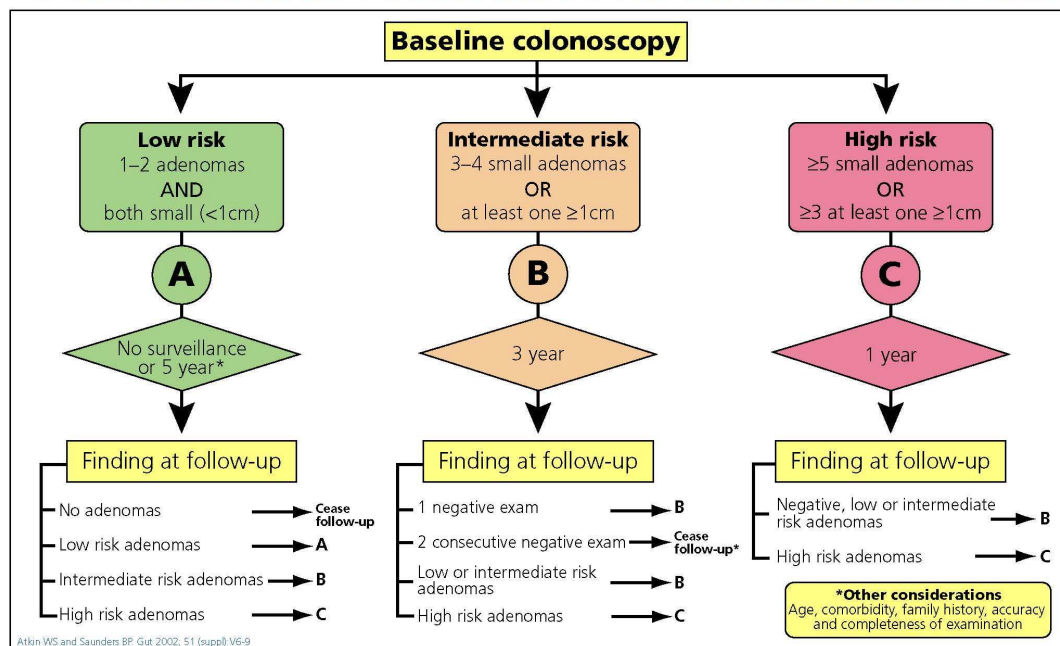 Baseline colonoscopy
Low risk
1–2 adenomas
AND
both small (<1cm)
Intermediate risk
3–4 small adenomas
OR
at least one ≥1cm
High risk
≥5 small adenomas
OR
≥3 at least one ≥1cm
A
B
C
No surveillance
or 5 year*
3 year
1 year
Finding at follow-up
No adenomas
Cease
follow-up
Low risk adenomas
A
Intermediate risk adenomas
B
High risk adenomas
C
Finding at follow-up
1 negative exam
B
2 consecutive negative exam
Cease
follow-up*
Low or intermediate risk
adenomas
B
High risk adenomas
C
Finding at follow-up
Negative, low or intermediate
risk adenomas
B
High risk adenomas
C
*Other considerations
Age, comorbidity, family history, accuracy
and completeness of examination
Atkin WS and Saunders BP. Gut 2002; 51 (suppl):V6-9